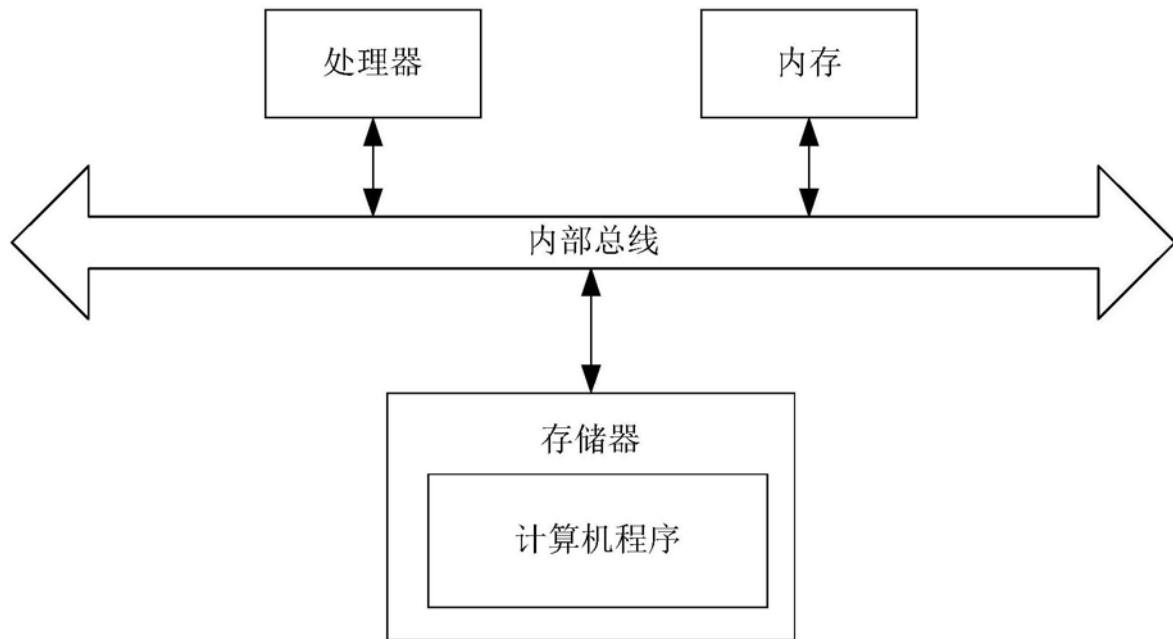 处理器
内存
内部总线
存储器
计算机程序